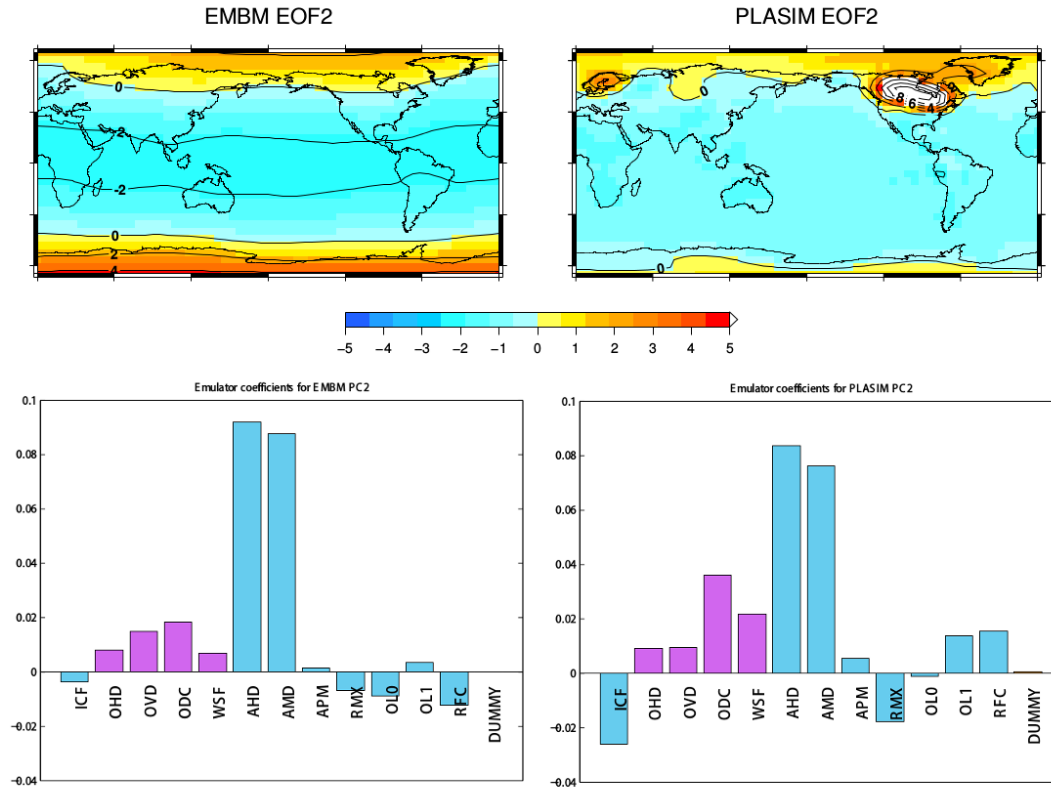 EMBM EOF2
PLASIM EOF2
0
2
-2
0
2
4
0
8 6 4
0
0
-5 -4 -3 -2 -1 0 1 2 3 4 5
Emulator coefficients for EMBM PC2
0.1
0.08
0.06
0.04
0.02
0
-0.02
-0.04
ICF
OHD
OVD
ODC
WSF
AHD
AMD
APM
RMX
OL0
OL1
RFC
DUMMY
Emulator coefficients for PLASIM PC2
0.1
0.08
0.06
0.04
0.02
0
-0.02
-0.04
ICF
OHD
OVD
ODC
WSF
AHD
AMD
APM
RMX
OL0
OL1
RFC
DUMMY